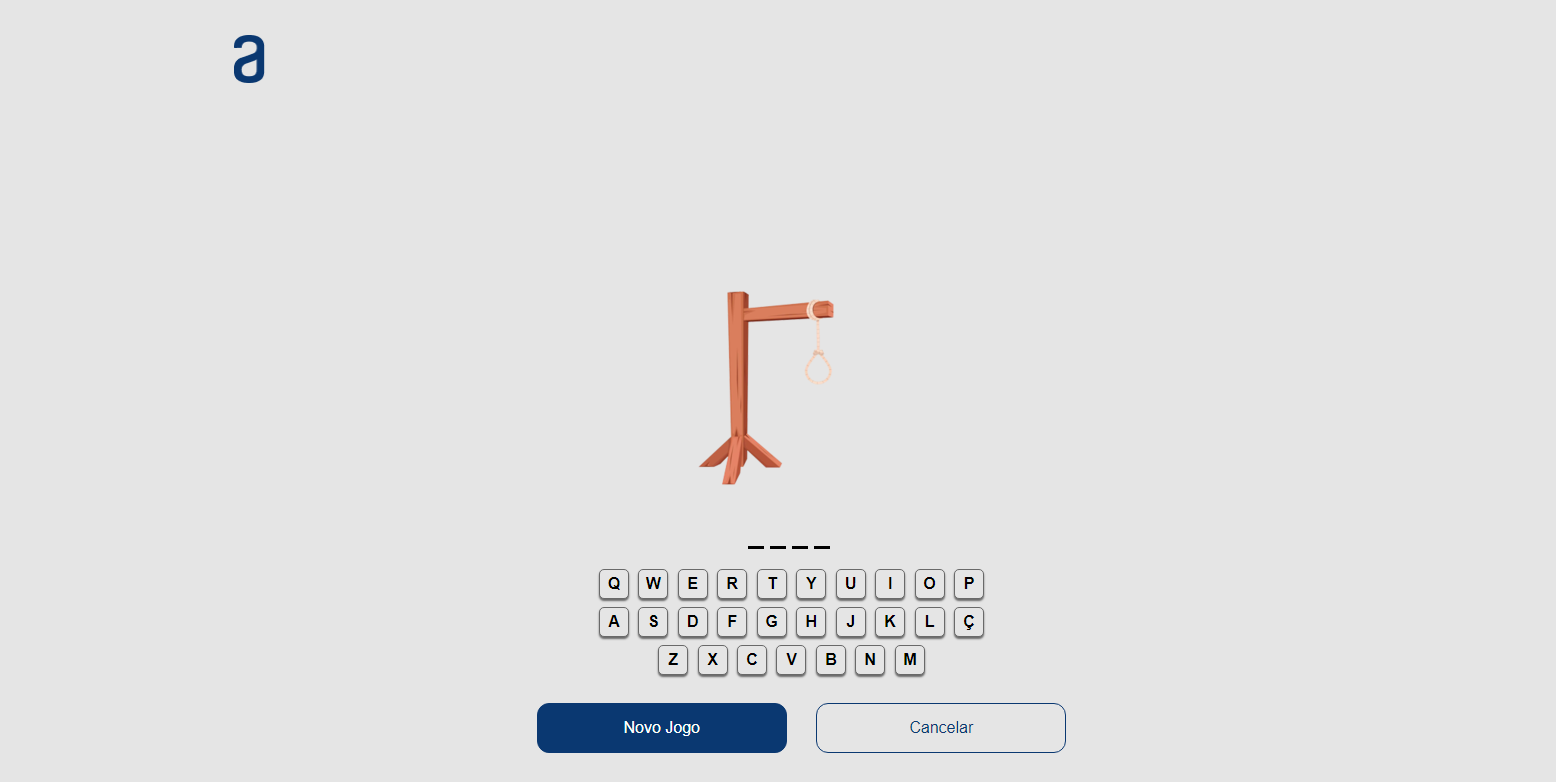 a
Q W E R T Y U I O P
A S D F G H J K L Ç
Z X C V B N M
Novo Jogo Cancelar